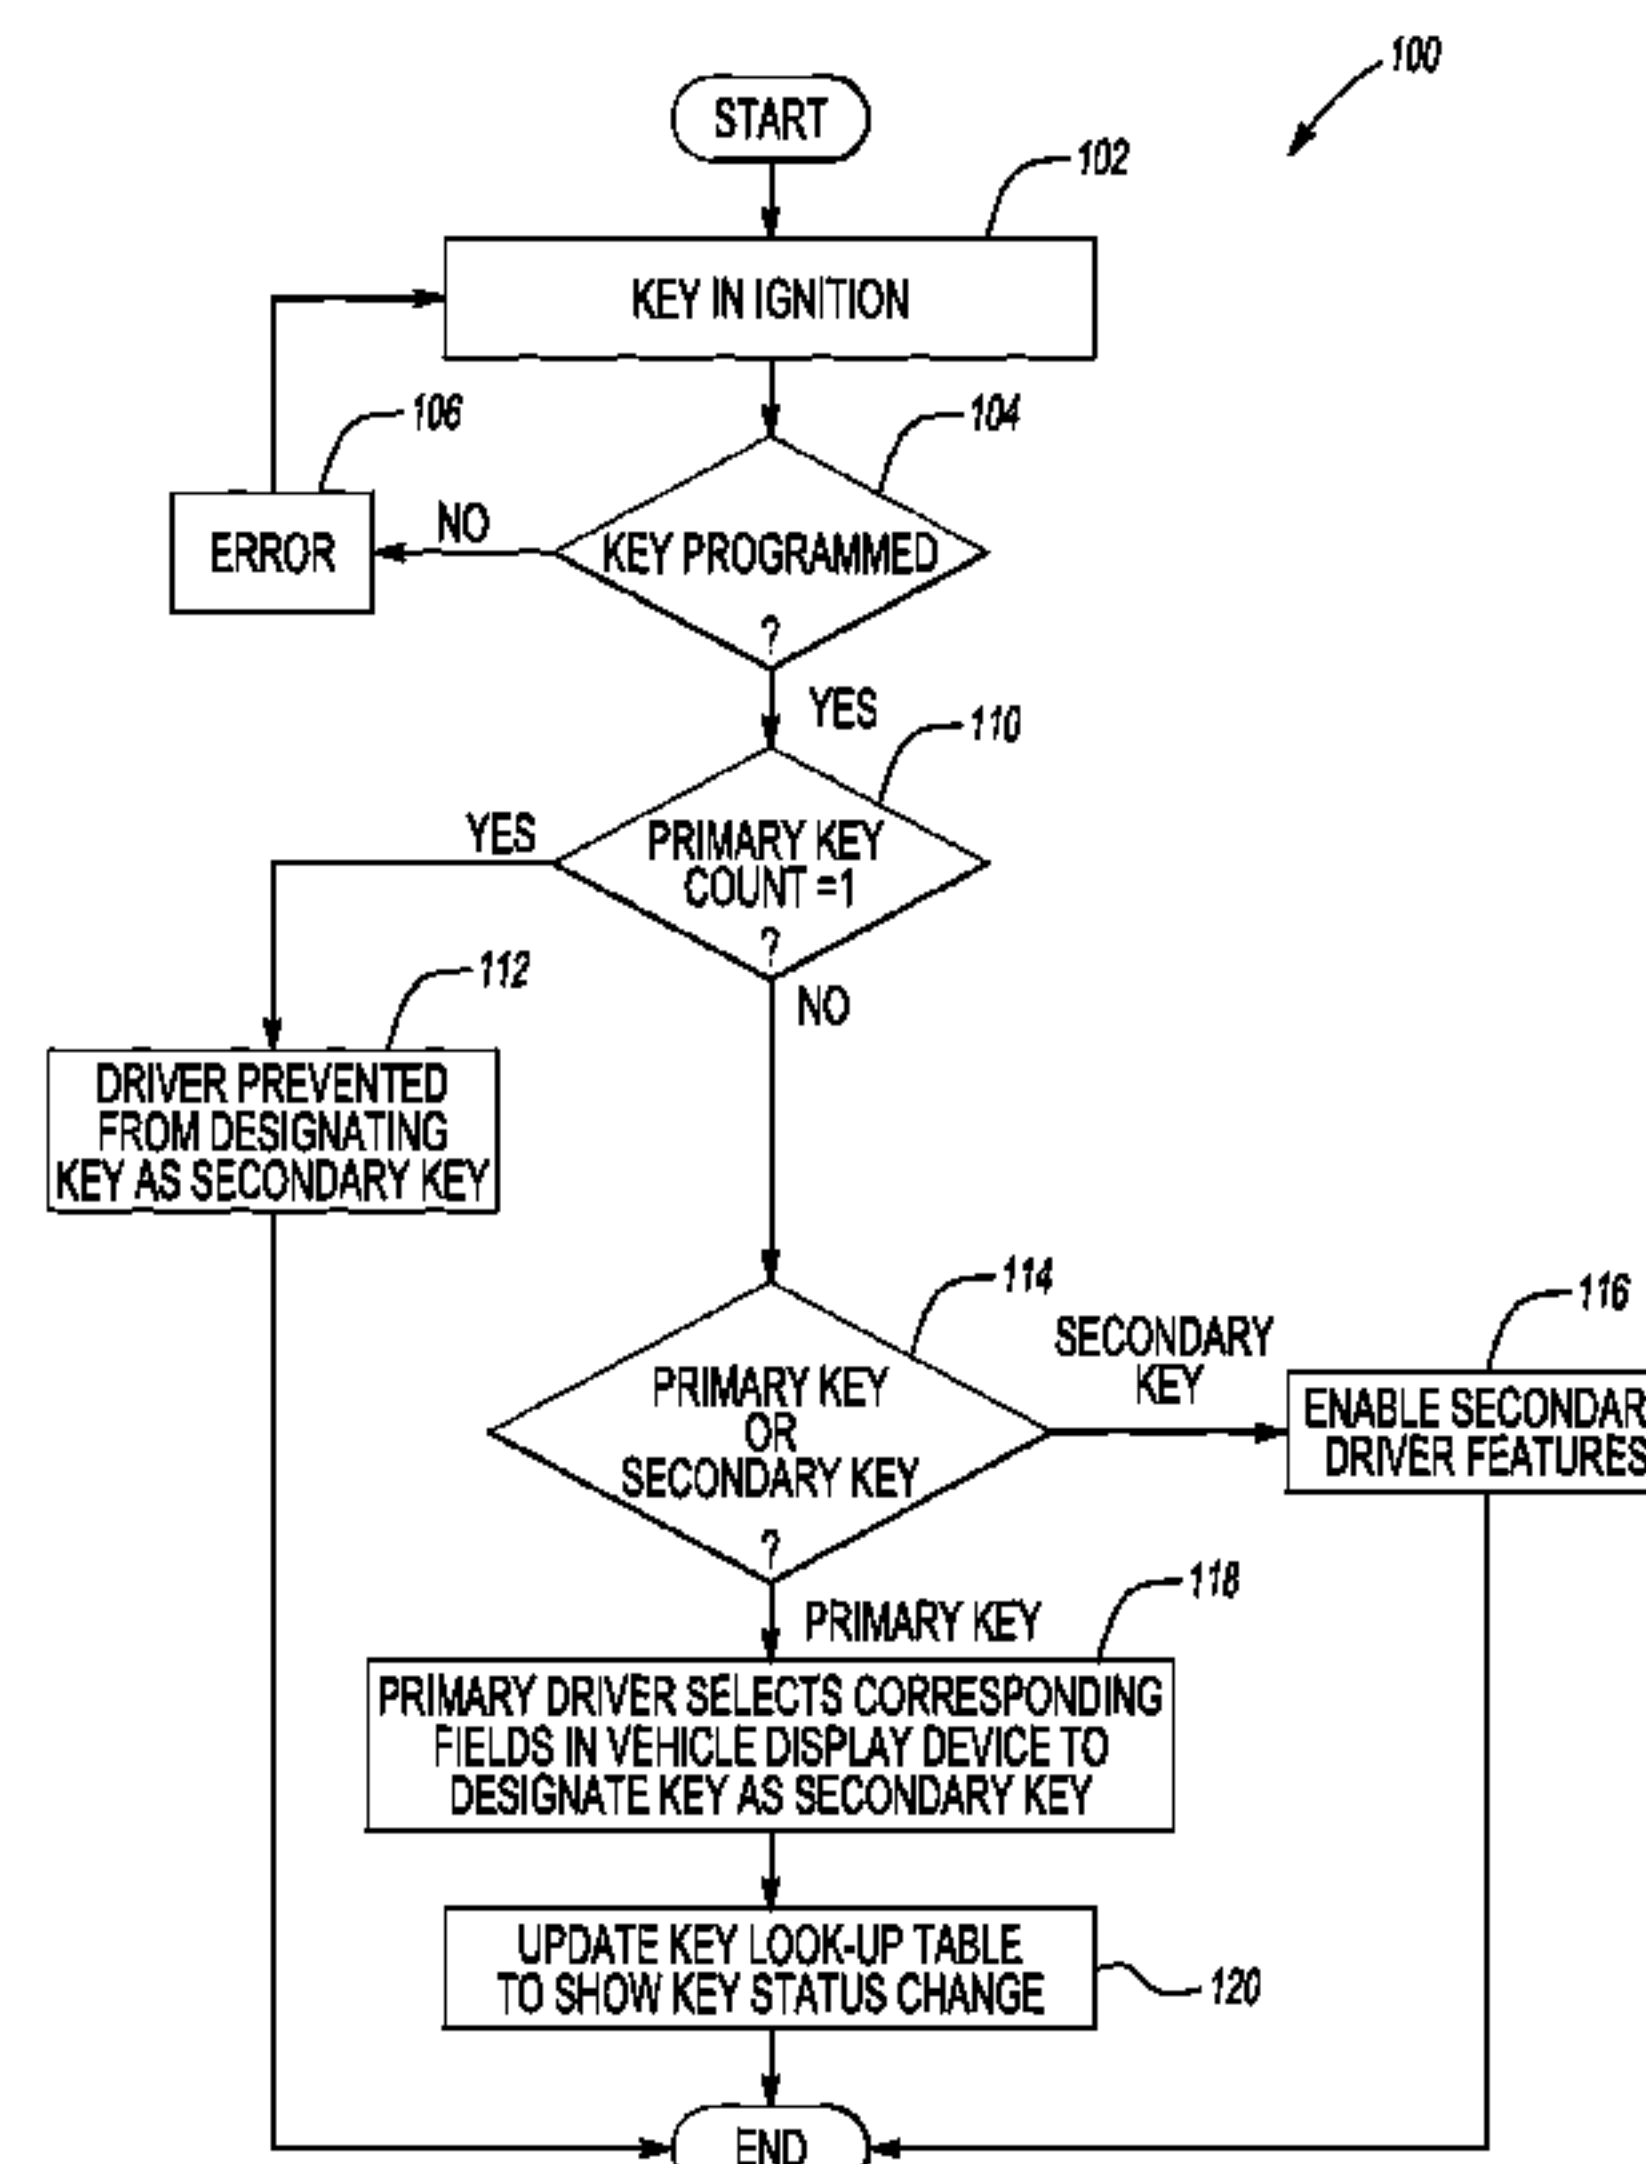 100
START
102
KEY IN IGNITION
106
104
ERROR
NO
KEY PROGRAMMED
?
YES
110
YES
PRIMARY KEY
COUNT =1
?
NO
112
DRIVER PREVENTED
FROM DESIGNATING
KEY AS SECONDARY KEY
114
116
SECONDARY
KEY
PRIMARY KEY
OR
SECONDARY KEY
?
ENABLE SECONDAR
DRIVER FEATURES
118
PRIMARY KEY
PRIMARY DRIVER SELECTS CORRESPONDING
FIELDS IN VEHICLE DISPLAY DEVICE TO
DESIGNATE KEY AS SECONDARY KEY
UPDATE KEY LOOK-UP TABLE
TO SHOW KEY STATUS CHANGE
120
END